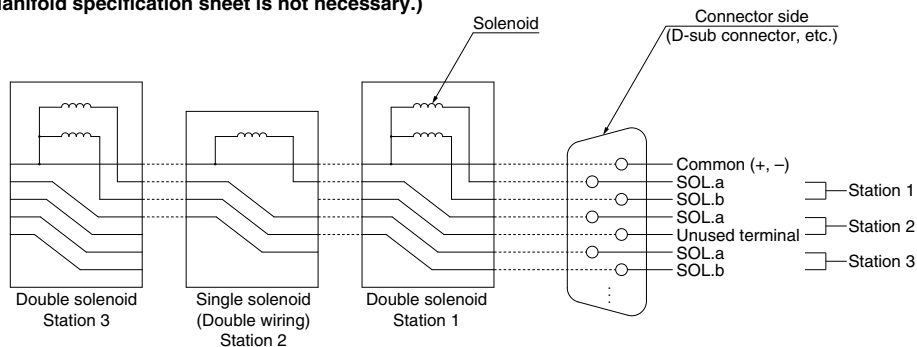 anifold specification sheet is not necessary.)
Solenoid
Connector side
(D-sub connector, etc.)
Common (+, –)
SOL.a
SOL.b
Station 1
SOL.a
Unused terminal
Station 2
SOL.a
SOL.b
Station 3
Double solenoid
Station 3
Single solenoid
(Double wiring)
Station 2
Double solenoid
Station 1